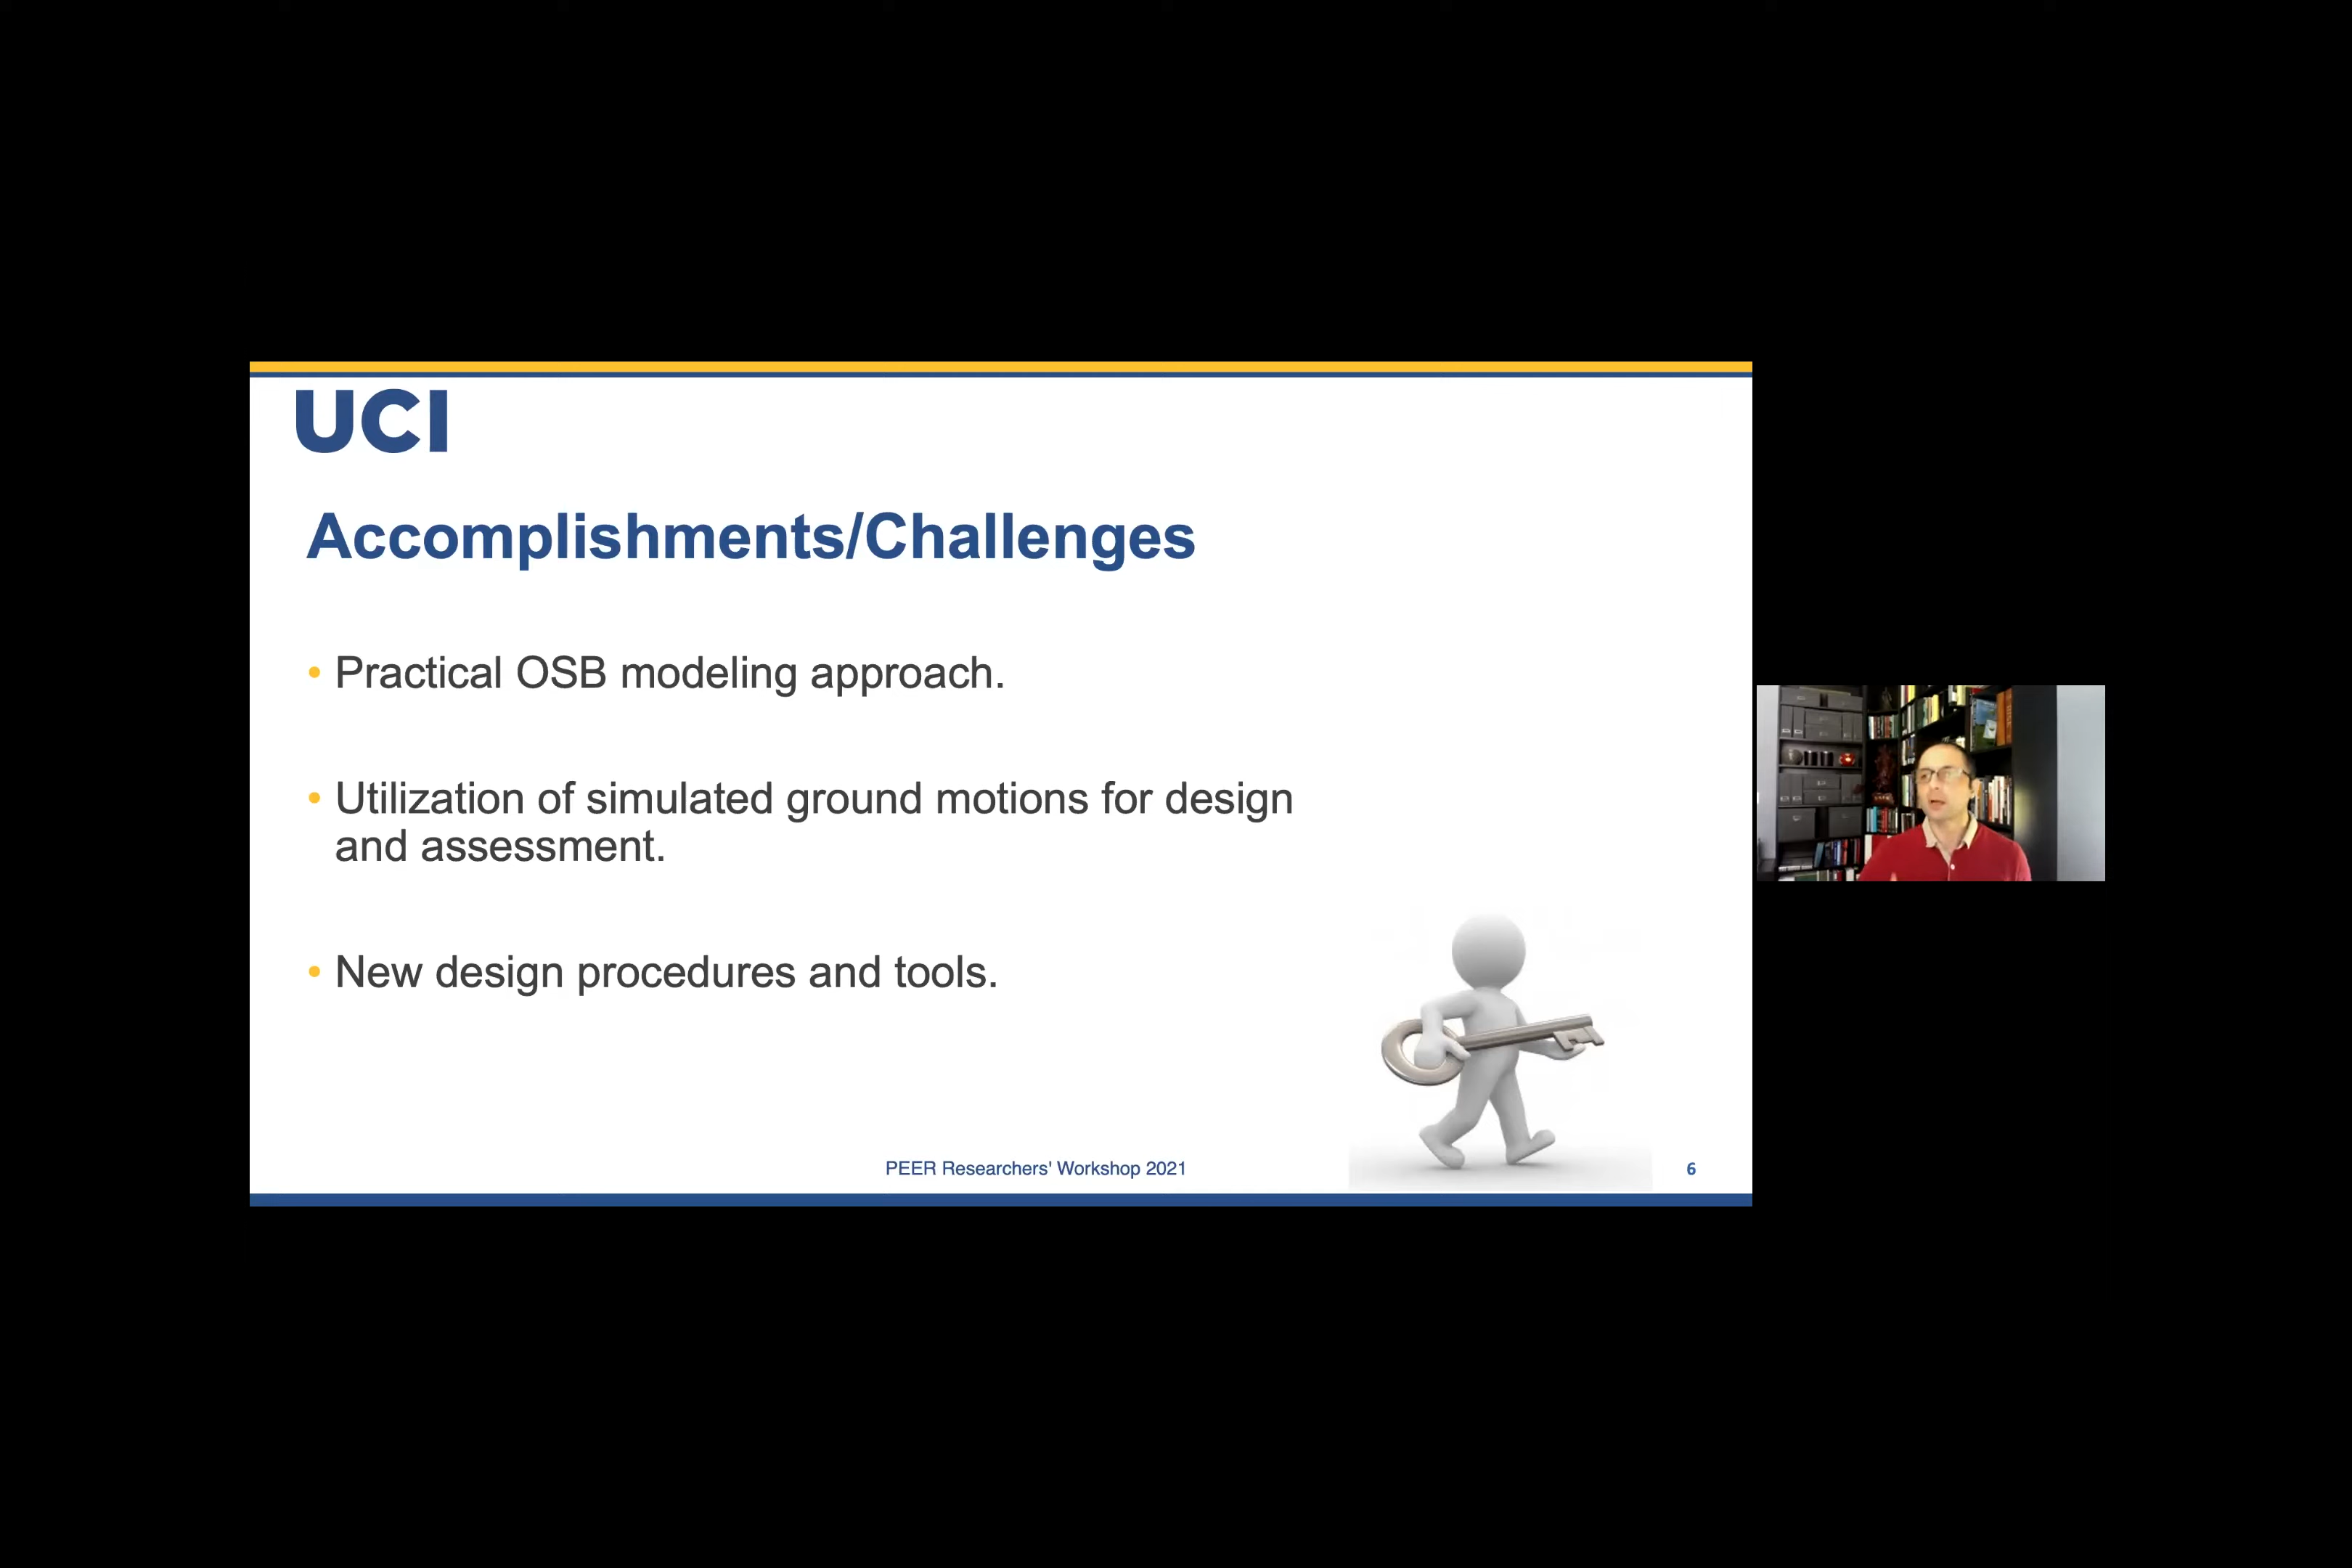 UCI
Accomplishments/Challenges
• Practical OSB modeling approach.
• Utilization of simulated ground motions for design
and assessment.
• New design procedures and tools.
PEER Researchers' Workshop 2021
6